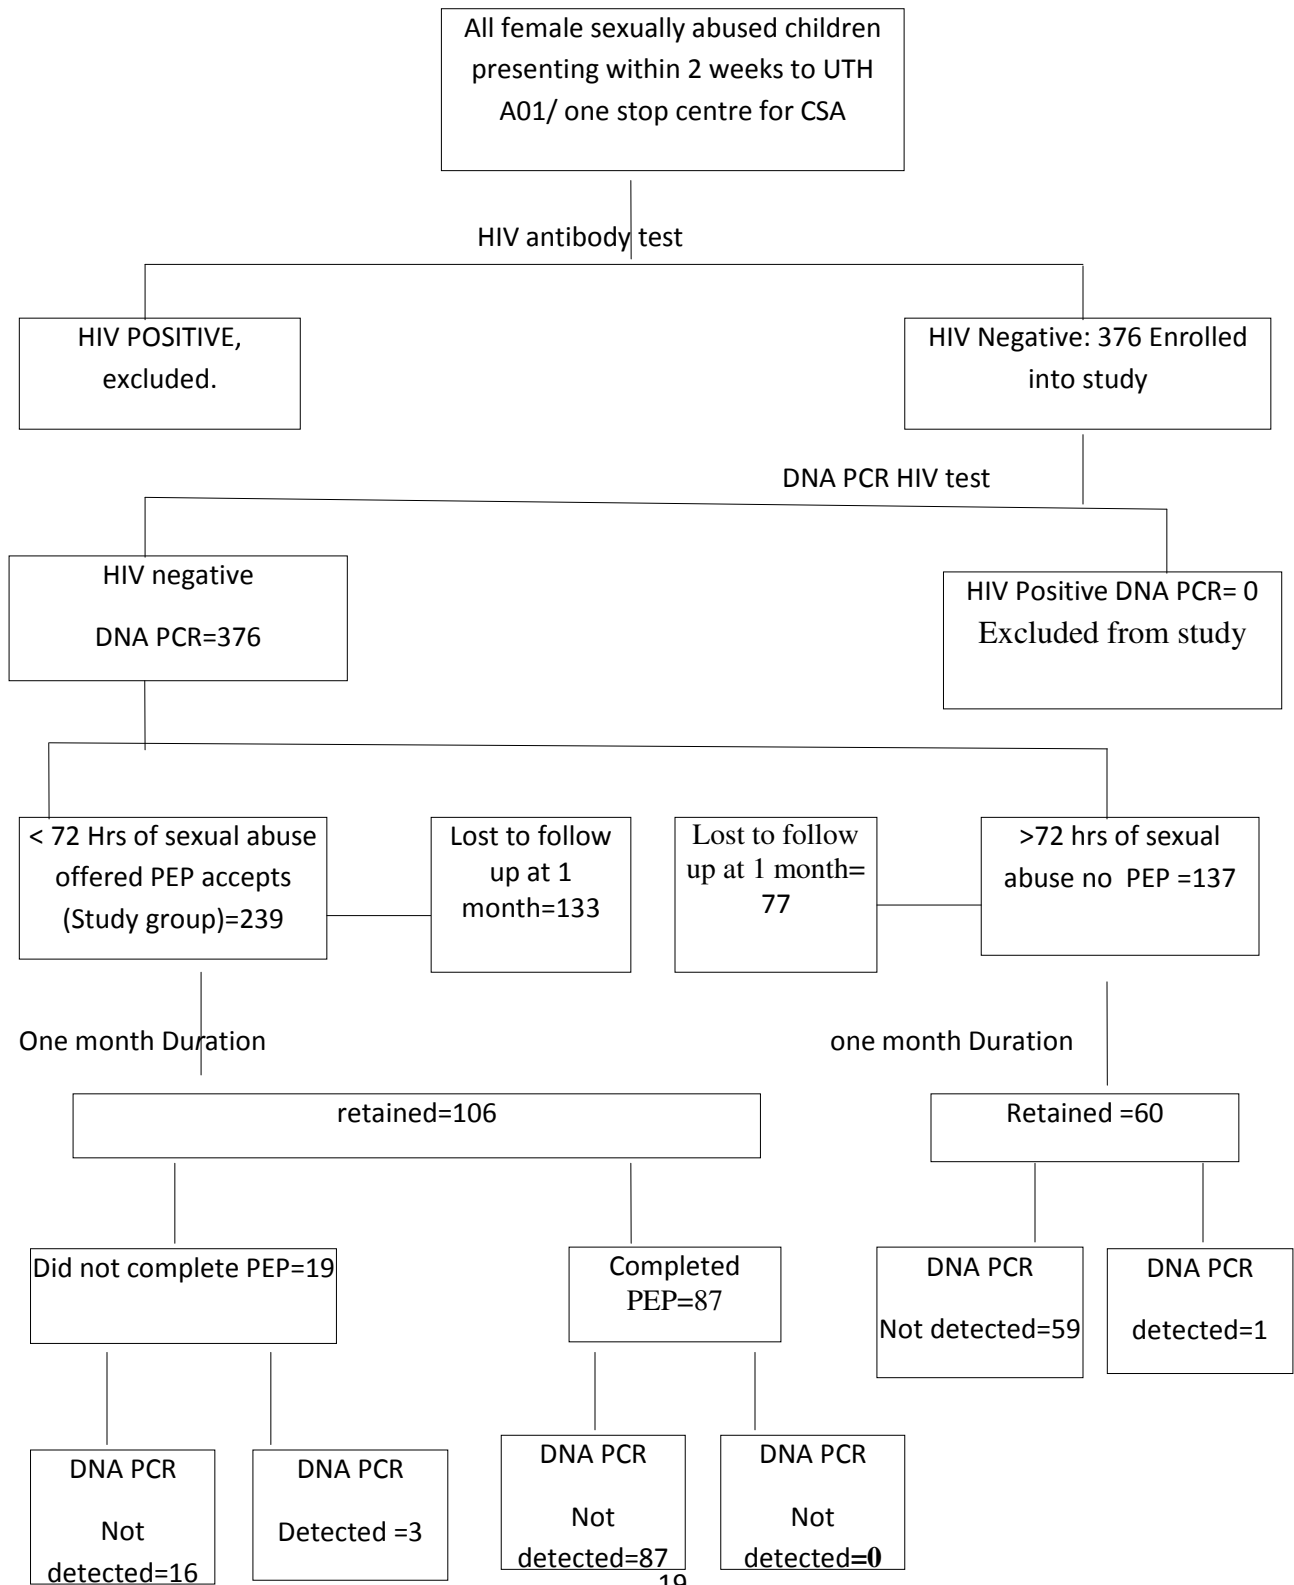 All female sexually abused children
presenting within 2 weeks to UTH
A01/ one stop centre for CSA
HIV antibody test
HIV POSITIVE,
excluded.
HIV Negative: 376 Enrolled
into study
DNA PCR HIV test
HIV negative
DNA PCR=376
HIV Positive DNA PCR= 0
Excluded from study
< 72 Hrs of sexual abuse
offered PEP accepts
(Study group)=239
Lost to follow
up at 1
month=133
Lost to follow
up at 1 month=
77
>72 hrs of sexual
abuse no PEP =137
One month Duration
one month Duration
retained=106
Retained =60
Did not complete PEP=19
Completed
PEP=87
DNA PCR
Not detected=59
DNA PCR
detected=1
DNA PCR
Not
detected=16
DNA PCR
Detected =3
DNA PCR
Not
detected=87
DNA PCR
Not
detected=0
19